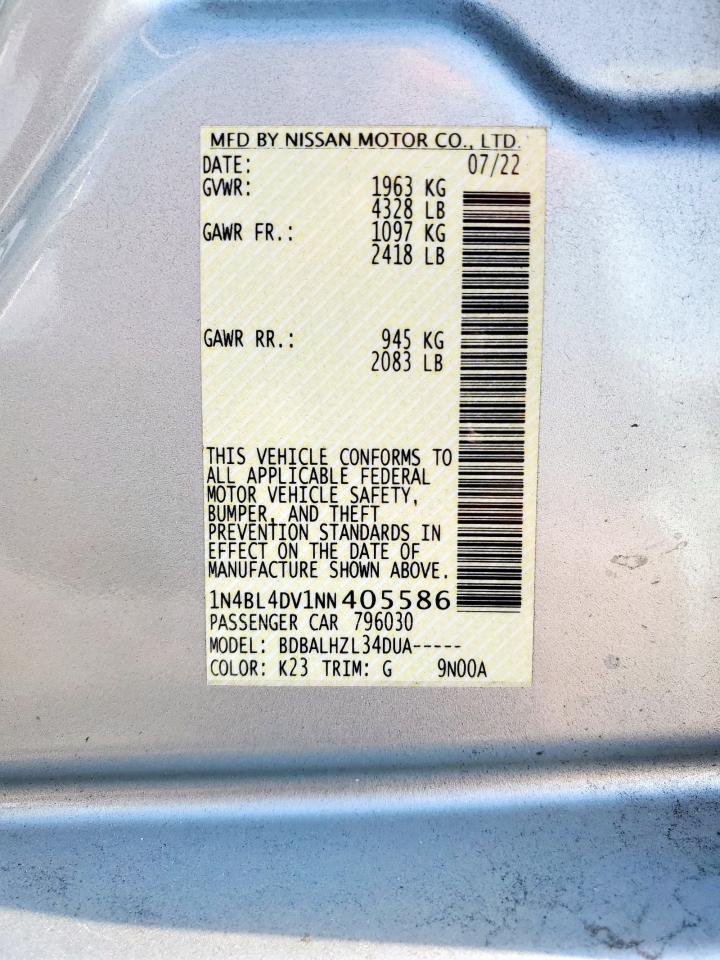 MFD BY NISSAN MOTOR CO., LTD.
DATE: 07/22
GVWR: 1963 KG
4328 LB
GAWR FR.: 1097 KG
2418 LB
GAWR RR.: 945 KG
2083 LB
THIS VEHICLE CONFORMS TO
ALL APPLICABLE FEDERAL
MOTOR VEHICLE SAFETY,
BUMPER, AND THEFT
PREVENTION STANDARDS IN
EFFECT ON THE DATE OF
MANUFACTURE SHOWN ABOVE.
1N4BL4DV1NN405586
PASSENGER CAR 796030
MODEL: BDBALHZL34DUA-----
COLOR: K23 TRIM: G 9N00A